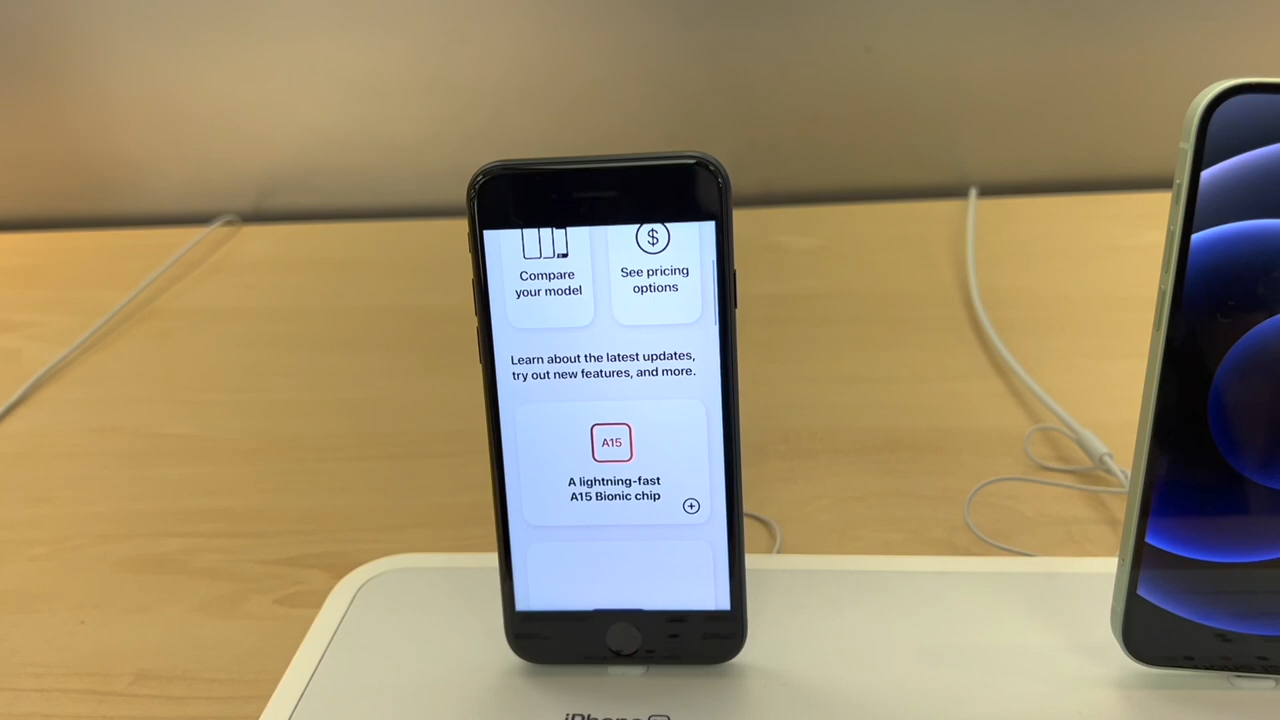 Compare
your model
$
See pricing
options
Learn about the latest updates,
try out new features, and more.
A15
A lightning-fast
A15 Bionic chip
iPhone